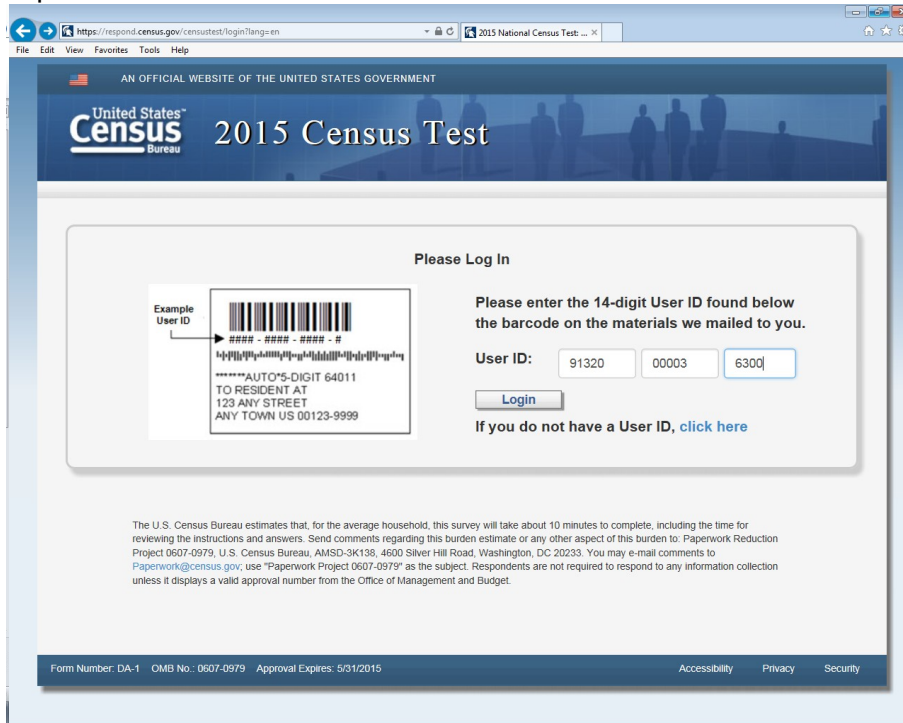 https://respond.census.gov/censustest/login?lang=en
2015 National Census Test: ...
File Edit View Favorites Tools Help
AN OFFICIAL WEBSITE OF THE UNITED STATES GOVERNMENT
United States™
Census
Bureau
2015 Census Test
Please Log In
Example
User ID
#### - #### - #### - #
*******AUTO*5-DIGIT 64011
TO RESIDENT AT
123 ANY STREET
ANY TOWN US 00123-9999
Please enter the 14-digit User ID found below
the barcode on the materials we mailed to you.
User ID: 91320 00003 6300
Login
If you do not have a User ID, click here
The U.S. Census Bureau estimates that, for the average household, this survey will take about 10 minutes to complete, including the time for
reviewing the instructions and answers. Send comments regarding this burden estimate or any other aspect of this burden to: Paperwork Reduction
Project 0607-0979, U.S. Census Bureau, AMSD-3K138, 4600 Silver Hill Road, Washington, DC 20233. You may e-mail comments to
Paperwork@census.gov; use "Paperwork Project 0607-0979" as the subject. Respondents are not required to respond to any information collection
unless it displays a valid approval number from the Office of Management and Budget.
Form Number: DA-1 OMB No.: 0607-0979 Approval Expires: 5/31/2015 Accessibility Privacy Security